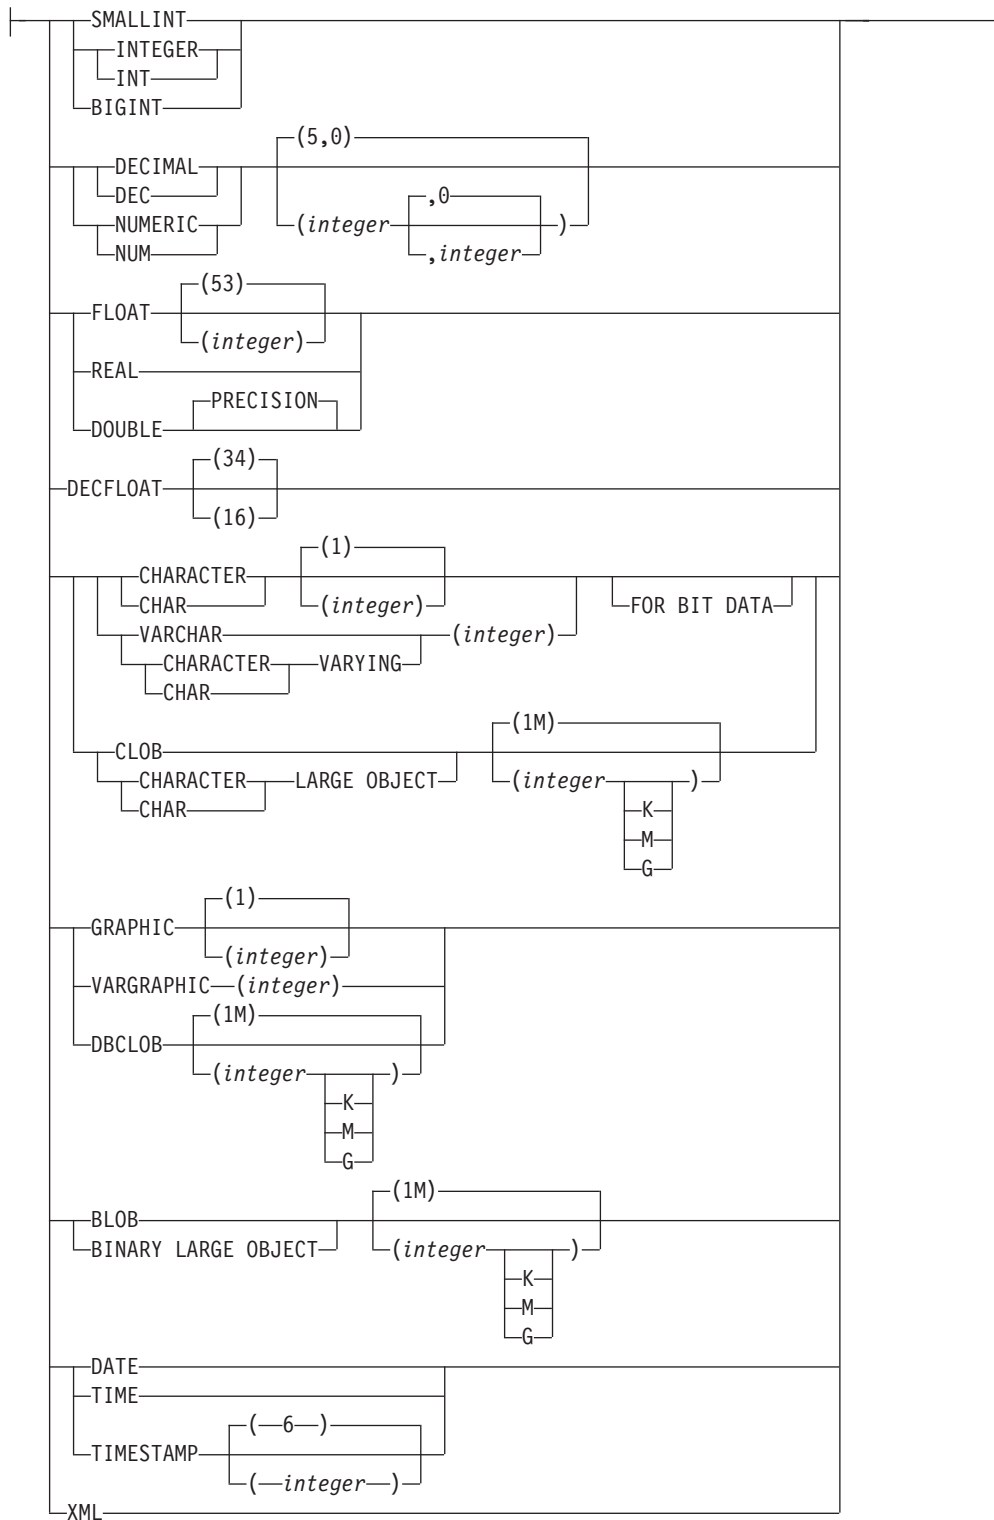 SMALLINT
INTEGER
INT
BIGINT
(5,0)
DECIMAL
DEC
,0
NUMERIC (integer )
NUM ,integer
(53)
FLOAT
(integer)
REAL
PRECISION
DOUBLE
(34)
DECFLOAT
(16)
(1)
CHARACTER
CHAR (integer) FOR BIT DATA
VARCHAR (integer)
CHARACTER VARYING
CHAR
(1M)
CLOB
CHARACTER LARGE OBJECT (integer )
CHAR K
M
G
(1)
GRAPHIC
(integer)
VARGRAPHIC (integer)
(1M)
DBCLOB
(integer )
K
M
G
(1M)
BLOB
BINARY LARGE OBJECT (integer )
K
M
G
DATE
TIME
( 6 )
TIMESTAMP
( integer )
XML